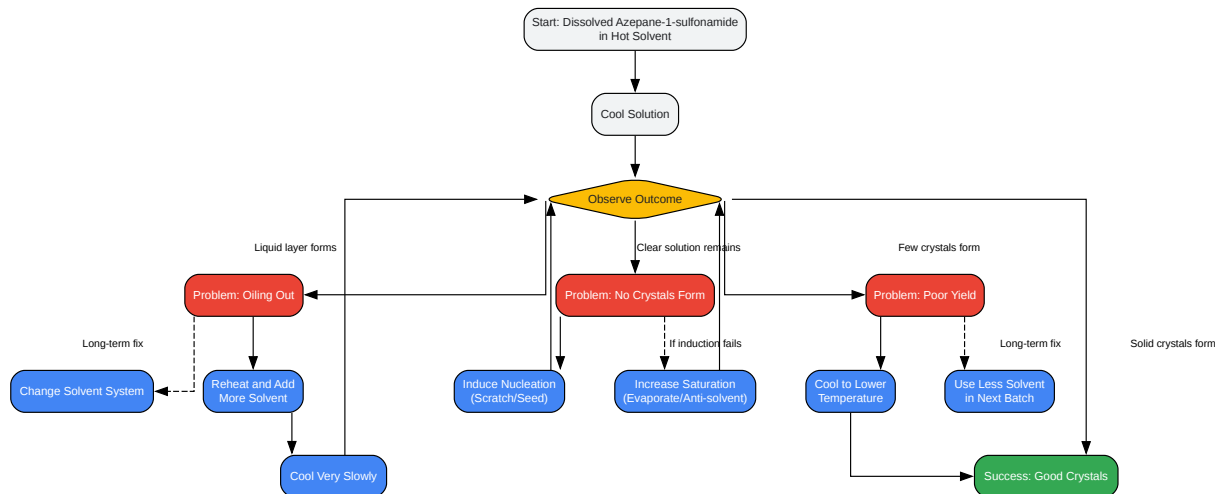 Start: Dissolved Azepane-1-sulfonamide
in Hot Solvent
Cool Solution
Observe Outcome
Liquid layer forms
Clear solution remains
Few crystals form
Problem: Oiling Out
Problem: No Crystals Form
Problem: Poor Yield
Long-term fix
If induction fails
Long-term fix
Solid crystals form
Change Solvent System
Reheat and Add
More Solvent
Induce Nucleation
(Scratch/Seed)
Increase Saturation
(Evaporate/Anti-solvent)
Cool to Lower
Temperature
Use Less Solvent
in Next Batch
Cool Very Slowly
Success: Good Crystals